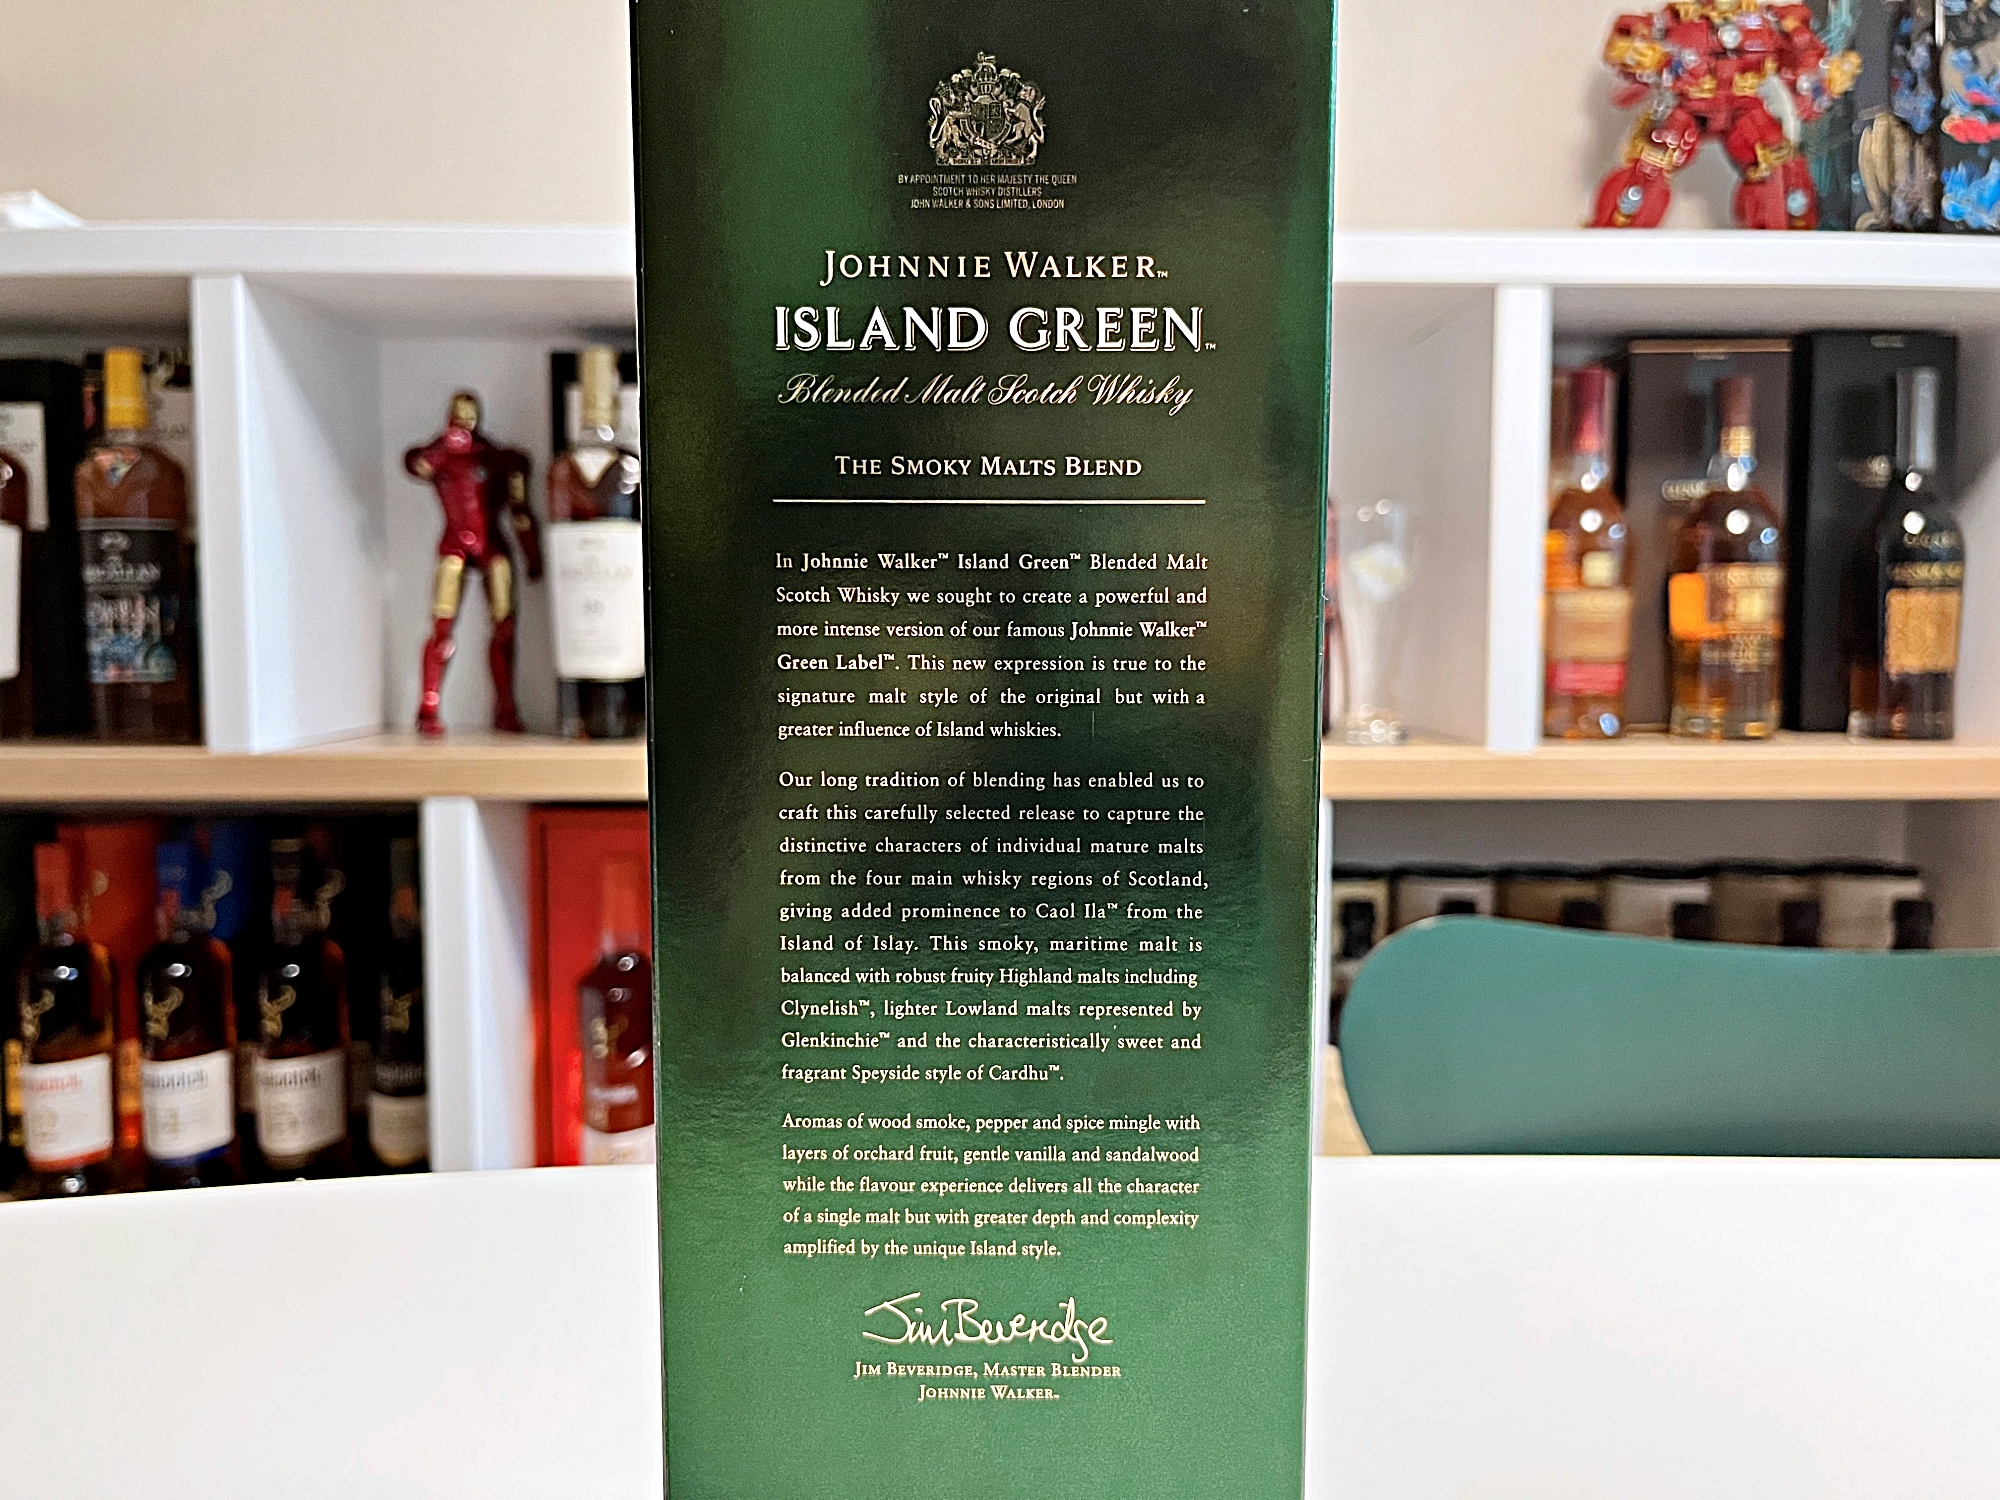 BY APPOINTMENT TO HER MAJESTY THE QUEEN
SCOTCH WHISKY DISTILLERS
JOHN WALKER & SONS LIMITED, LONDON
JOHNNIE WALKER™
ISLAND GREEN™
Blended Malt Scotch Whisky
THE SMOKY MALTS BLEND
In Johnnie Walker™ Island Green™ Blended Malt
Scotch Whisky we sought to create a powerful and
more intense version of our famous Johnnie Walker™
Green Label™. This new expression is true to the
signature malt style of the original but with a
greater influence of Island whiskies.
Our long tradition of blending has enabled us to
craft this carefully selected release to capture the
distinctive characters of individual mature malts
from the four main whisky regions of Scotland,
giving added prominence to Caol Ila™ from the
Island of Islay. This smoky, maritime malt is
balanced with robust fruity Highland malts including
Clynelish™, lighter Lowland malts represented by
Glenkinchie™ and the characteristically sweet and
fragrant Speyside style of Cardhu™.
Aromas of wood smoke, pepper and spice mingle with
layers of orchard fruit, gentle vanilla and sandalwood
while the flavour experience delivers all the character
of a single malt but with greater depth and complexity
amplified by the unique Island style.
Jim Beveridge
JIM BEVERIDGE, MASTER BLENDER
JOHNNIE WALKER™